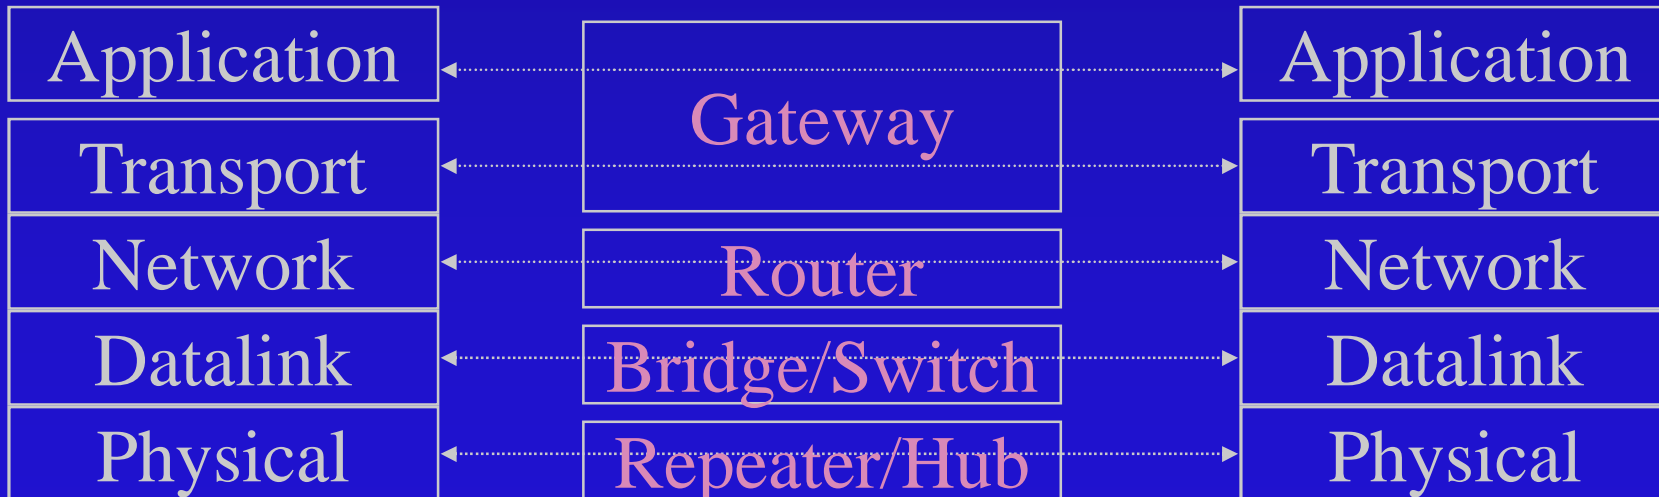 Application
Gateway
Application
Transport
Transport
Network
Router
Network
Datalink
Bridge/Switch
Datalink
Physical
Repeater/Hub
Physical